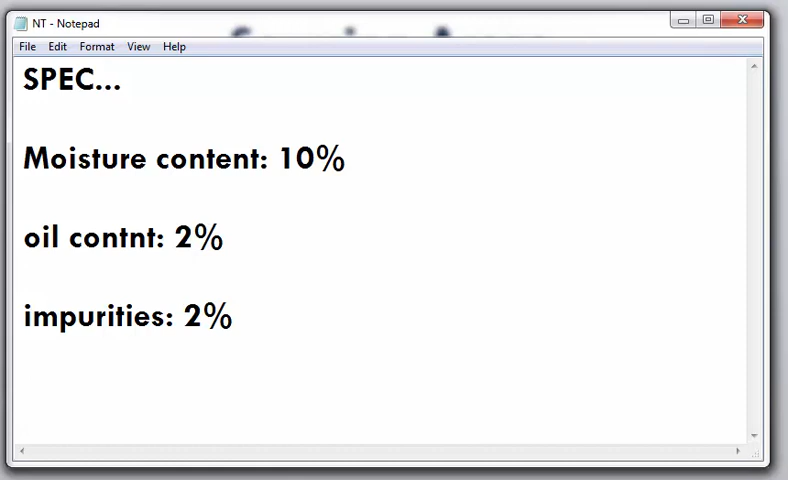 NT - Notepad
File Edit Format View Help
SPEC...
Moisture content: 10%
oil contnt: 2%
impurities: 2%